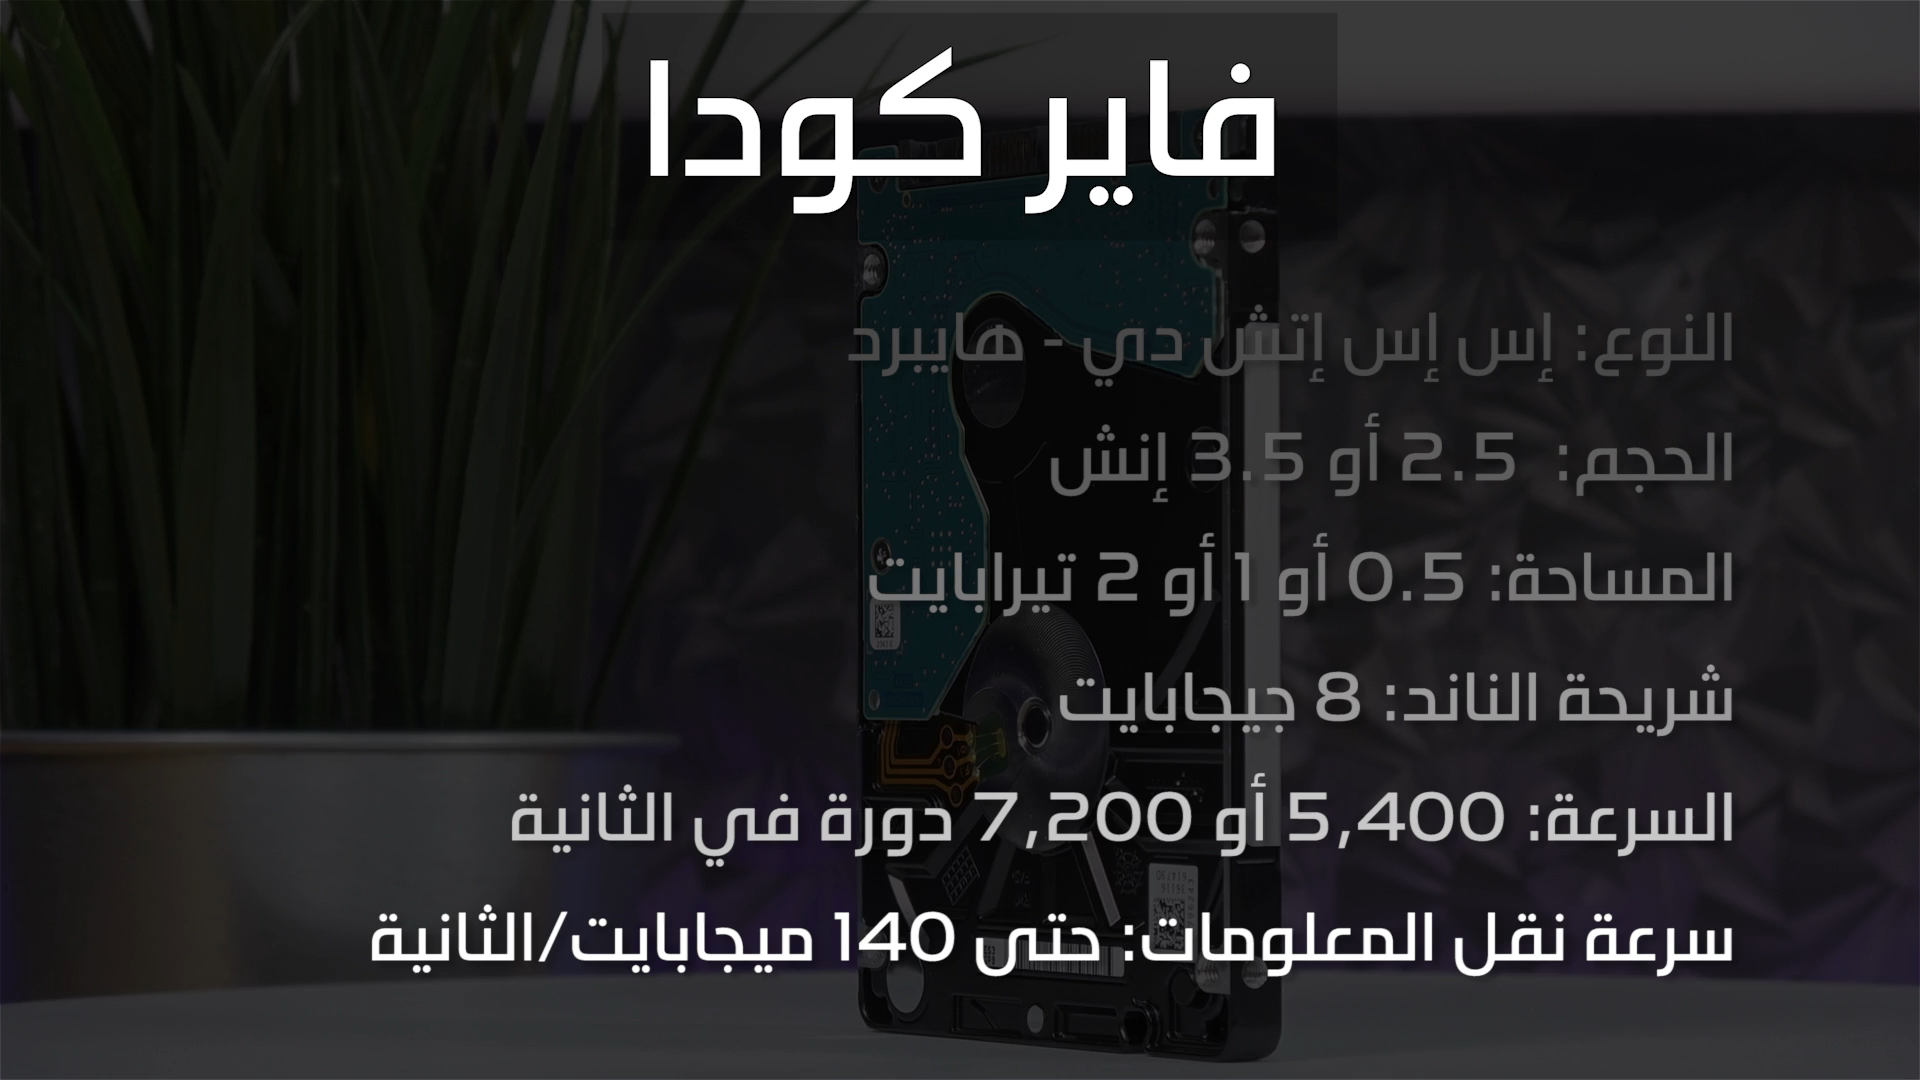 فاير كودا
النوع: إس إس إتش دي - هايبرد
الحجم: 2.5 أو 3.5 إنش
المساحة: 0.5 أو 1 أو 2 تيرابايت
شريحة الناند: 8 جيجابايت
السرعة: 5,400 أو 7,200 دورة في الثانية
سرعة نقل المعلومات: حتى 140 ميجابايت/الثانية